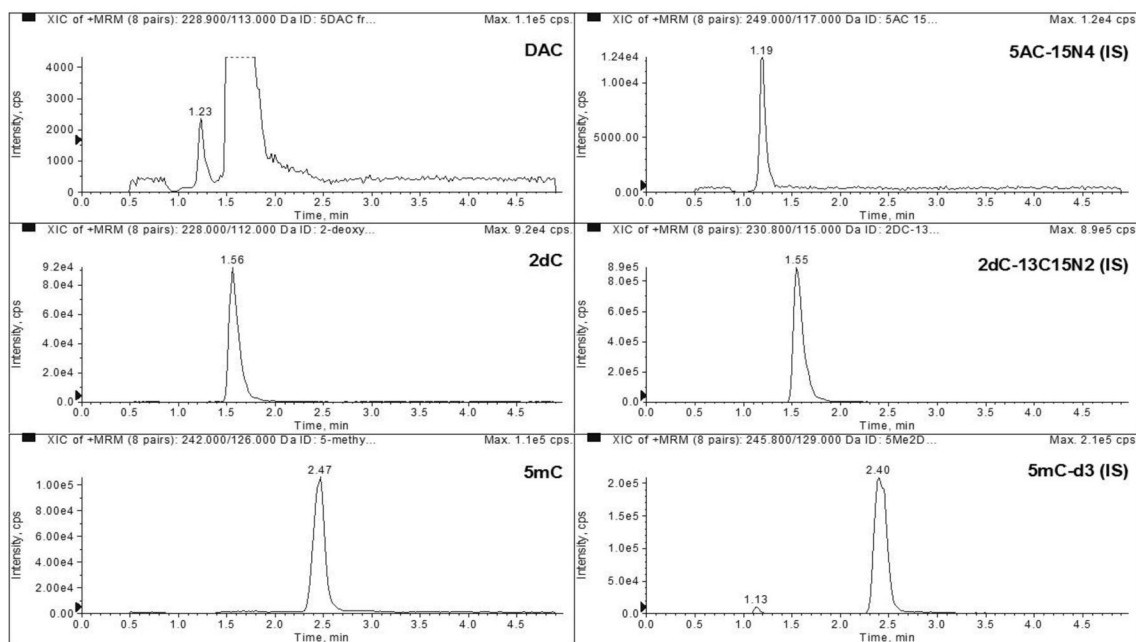 XIC of +MRM (8 pairs): 228.900/113.000 Da ID: 5DAC fr... Max. 1.1e5 cps.
DAC
1.23
4000
3000
2000
1000
0
Intensity, cps
0.0 0.5 1.0 1.5 2.0 2.5 3.0 3.5 4.0 4.5
Time, min
XIC of +MRM (8 pairs): 249.000/117.000 Da ID: 5AC 15... Max. 1.2e4 cps.
5AC-15N4 (IS)
1.19
1.24e4
1.00e4
5000.00
0.00
Intensity, cps
0.0 0.5 1.0 1.5 2.0 2.5 3.0 3.5 4.0 4.5
Time, min
XIC of +MRM (8 pairs): 228.000/112.000 Da ID: 2-deoxy... Max. 9.2e4 cps.
2dC
1.56
9.2e4
8.0e4
6.0e4
4.0e4
2.0e4
0.0
Intensity, cps
0.0 0.5 1.0 1.5 2.0 2.5 3.0 3.5 4.0 4.5
Time, min
XIC of +MRM (8 pairs): 230.800/115.000 Da ID: 2DC-13... Max. 8.9e5 cps.
2dC-13C15N2 (IS)
1.55
8.9e5
8.0e5
6.0e5
4.0e5
2.0e5
0.0
Intensity, cps
0.0 0.5 1.0 1.5 2.0 2.5 3.0 3.5 4.0 4.5
Time, min
XIC of +MRM (8 pairs): 242.000/126.000 Da ID: 5-methy... Max. 1.1e5 cps.
5mC
2.47
1.00e5
8.00e4
6.00e4
4.00e4
2.00e4
0.00
Intensity, cps
0.0 0.5 1.0 1.5 2.0 2.5 3.0 3.5 4.0 4.5
Time, min
XIC of +MRM (8 pairs): 245.800/129.000 Da ID: 5Me2D... Max. 2.1e5 cps.
5mC-d3 (IS)
2.40
1.13
2.0e5
1.5e5
1.0e5
5.0e4
0.0
Intensity, cps
0.0 0.5 1.0 1.5 2.0 2.5 3.0 3.5 4.0 4.5
Time, min